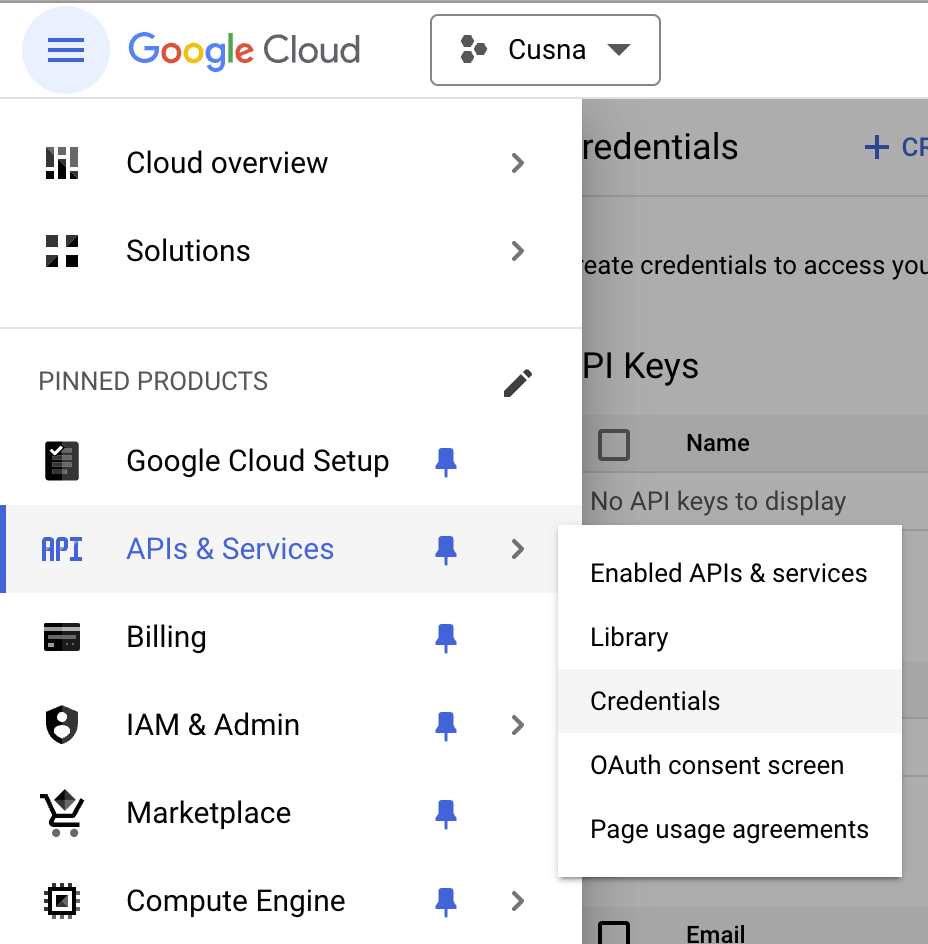 Google Cloud
Cusna
Cloud overview
Solutions
PINNED PRODUCTS
Google Cloud Setup
API
APIs & Services
Billing
IAM & Admin
Marketplace
Compute Engine
redentials
+ CR
reate credentials to access you
PI Keys
Name
No API keys to display
Enabled APIs & services
Library
Credentials
OAuth consent screen
Page usage agreements
Email